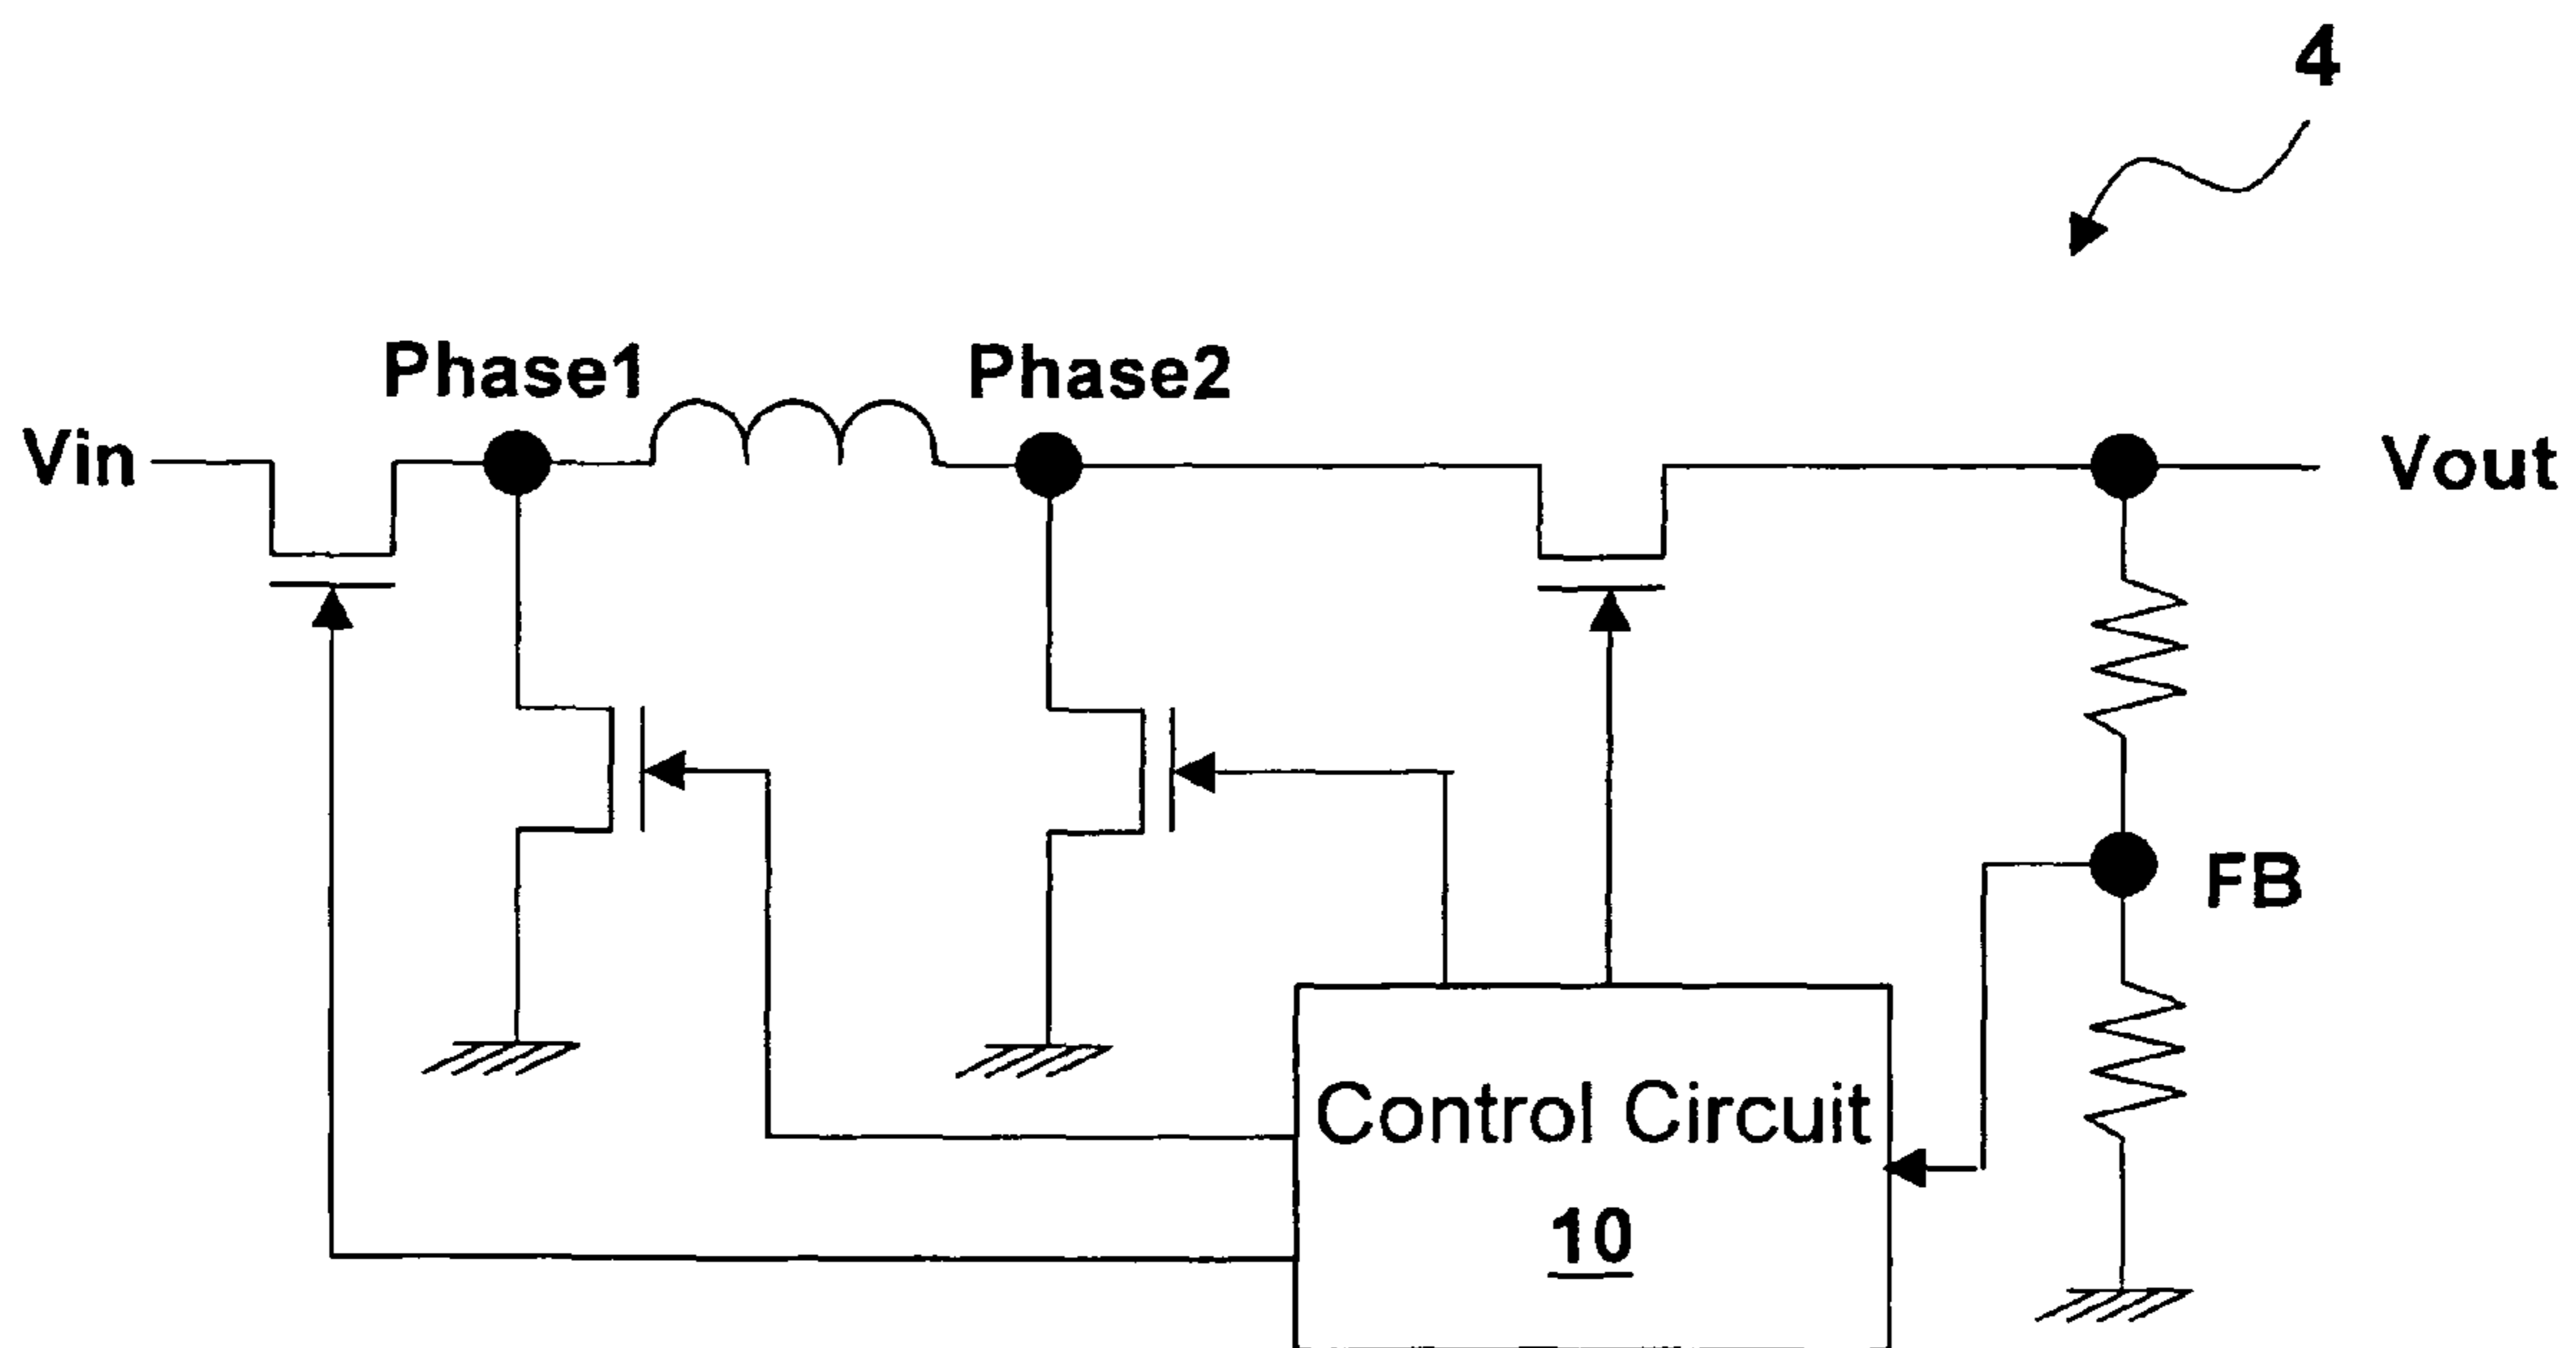 4
Phase1
Phase2
Vin
Vout
FB
Control Circuit
10